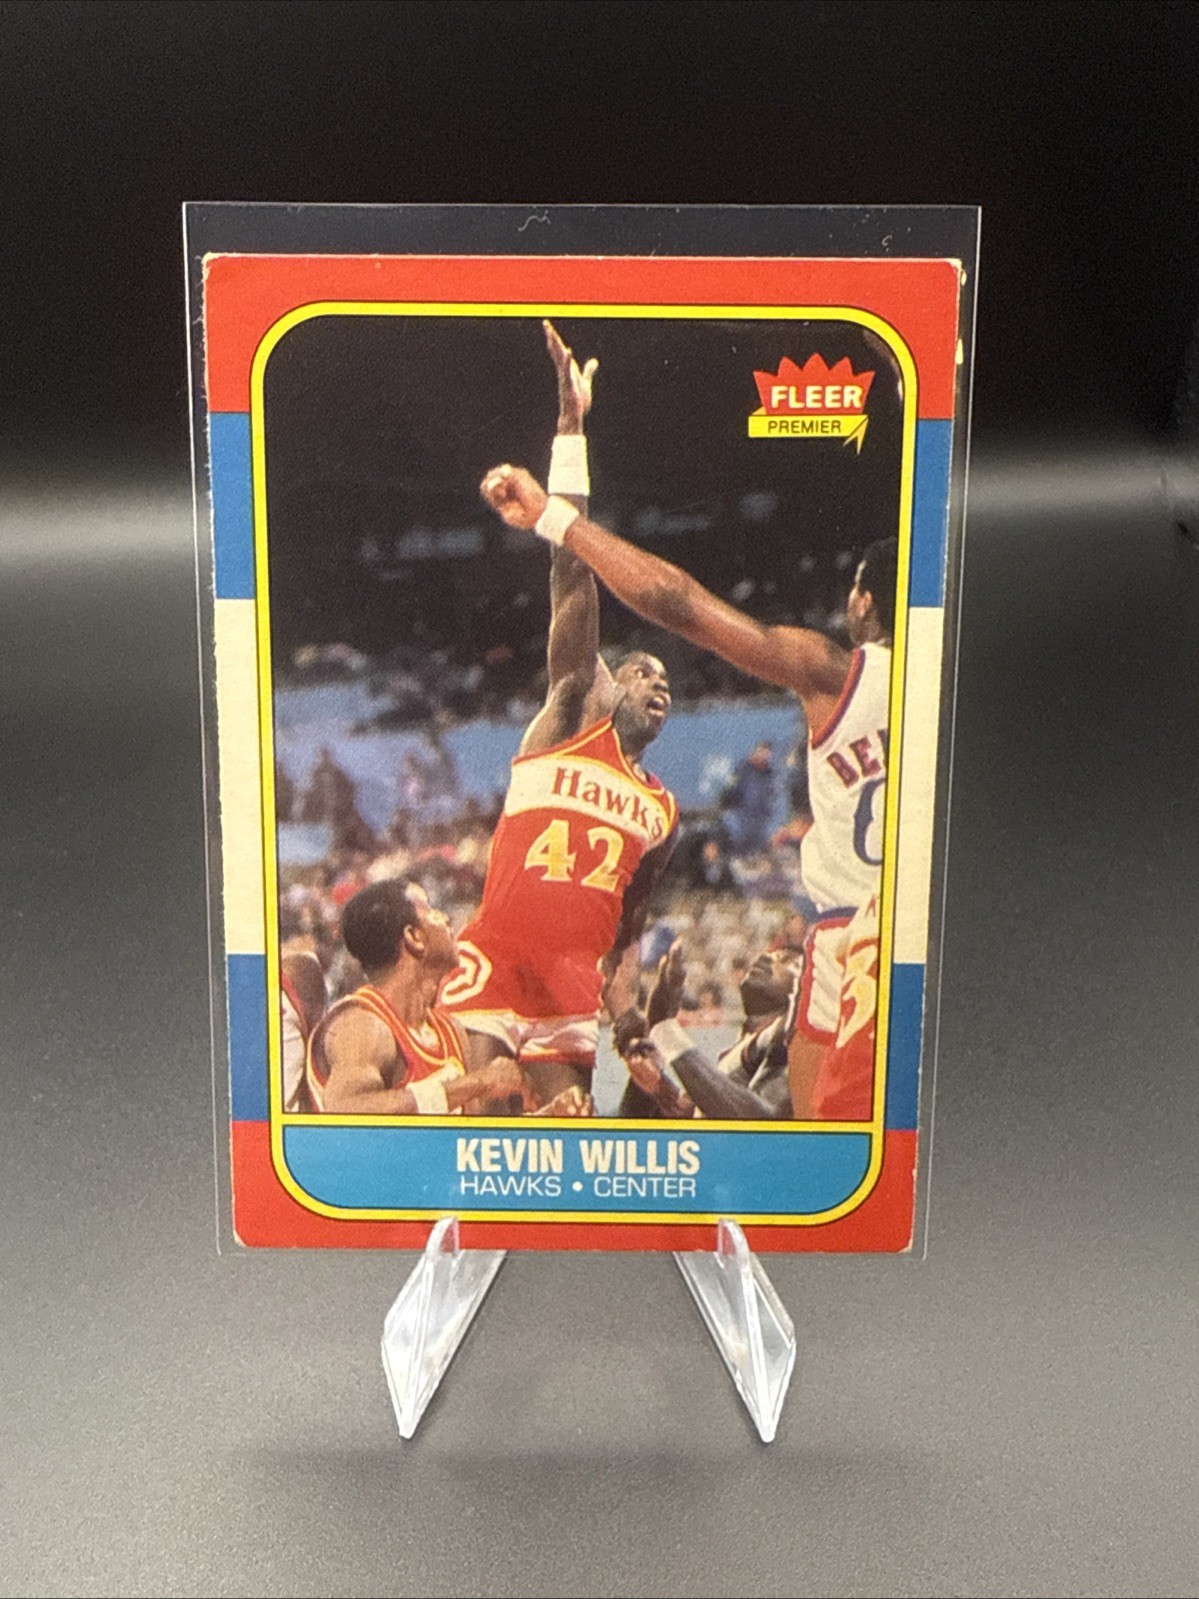 FLEER
PREMIER
Hawks
42
KEVIN WILLIS
HAWKS • CENTER